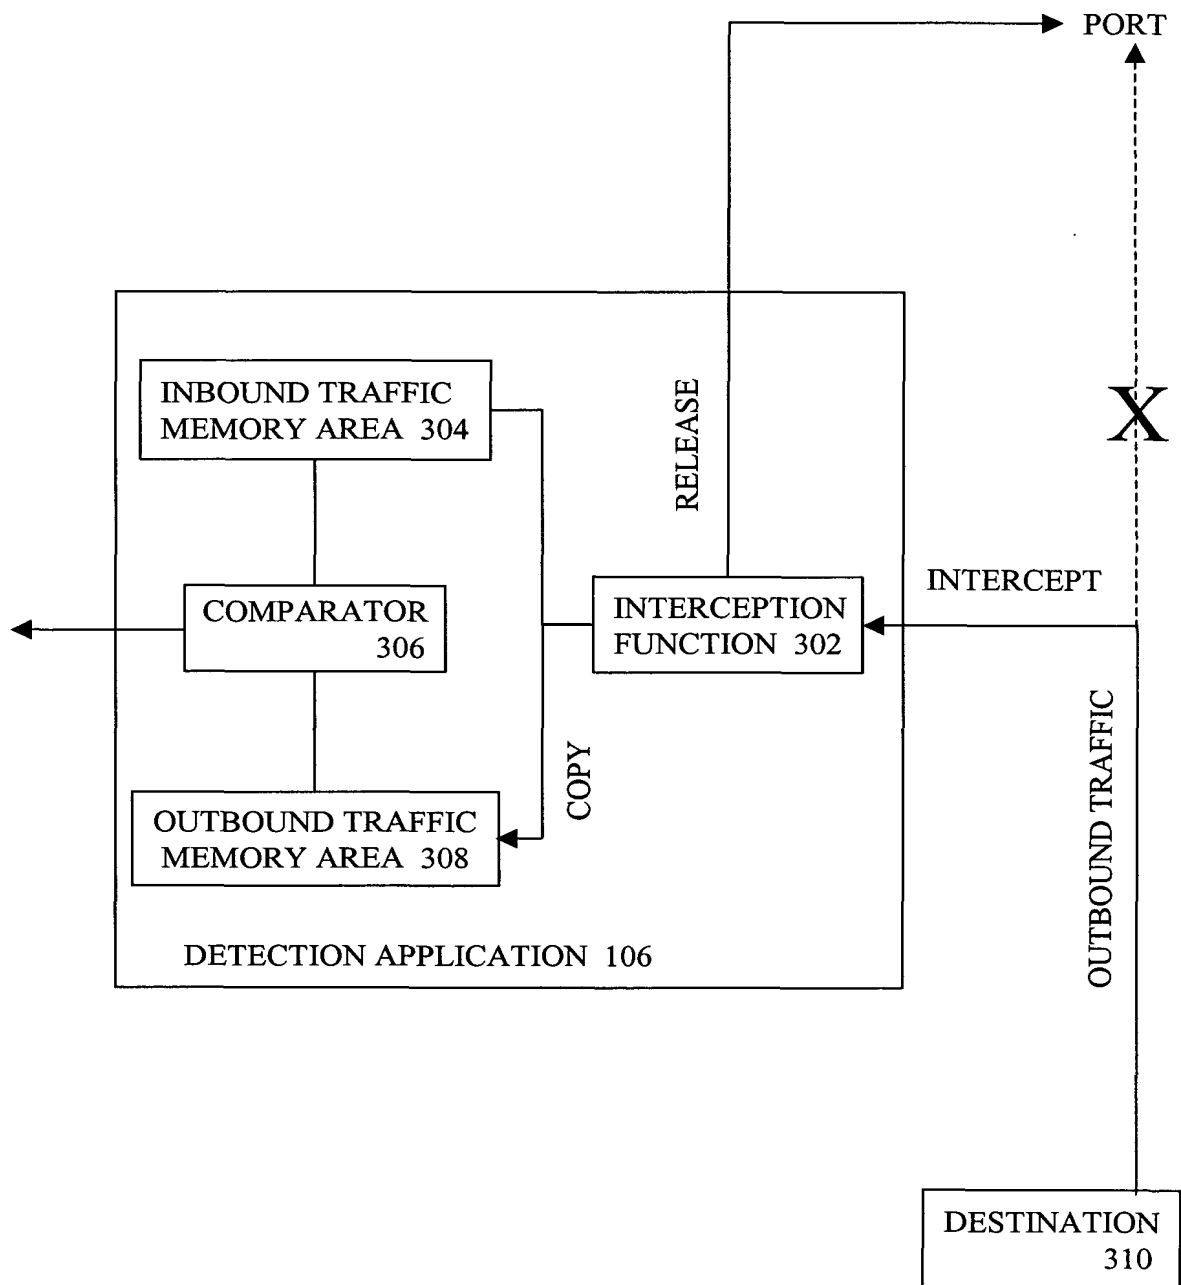 PORT
INBOUND TRAFFIC
MEMORY AREA 304
RELEASE
X
INTERCEPT
COMPARATOR
306
INTERCEPTION
FUNCTION 302
COPY
OUTBOUND TRAFFIC
OUTBOUND TRAFFIC
MEMORY AREA 308
DETECTION APPLICATION 106
DESTINATION
310